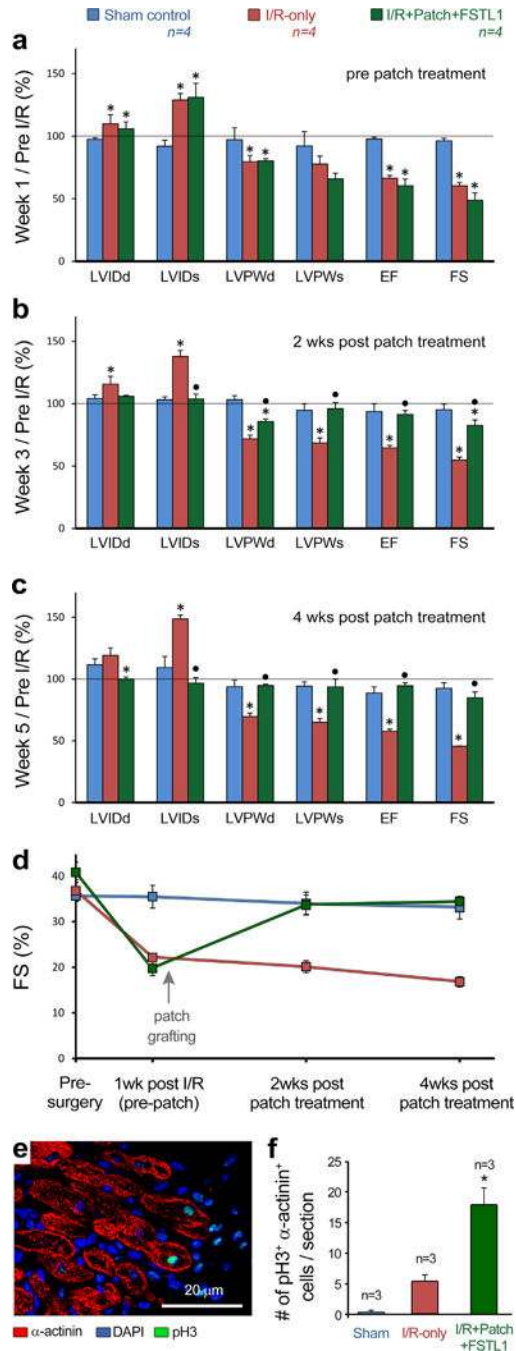 Sham control I/R-only I/R+Patch+FSTL1
n=4 n=4 n=4
a
pre patch treatment
Week 1 / Pre I/R (%)
150
100
50
0
* * * * * * * * * *
LVIDd LVIDs LVPWd LVPWs EF FS
b
2 wks post patch treatment
Week 3 / Pre I/R (%)
150
100
50
0
* * • * • * * • * • * • *
LVIDd LVIDs LVPWd LVPWs EF FS
c
4 wks post patch treatment
Week 5 / Pre I/R (%)
150
100
50
0
* * • * • * • * • * •
LVIDd LVIDs LVPWd LVPWs EF FS
d
FS (%)
40
30
20
10
0
patch
grafting
Pre-
surgery
1wk post I/R
(pre-patch)
2wks post
patch treatment
4wks post
patch treatment
e
20 μm
α-actinin DAPI pH3
f
# of pH3+ α-actinin+
cells / section
25
20
15
10
5
0
n=3
n=3
n=3
*
Sham I/R-only I/R+Patch
+FSTL1